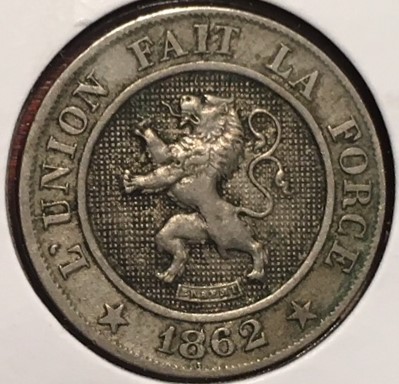 L'UNION FAIT LA FORCE
1862